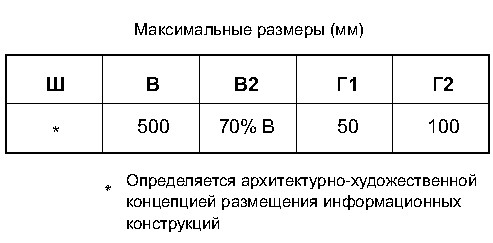 Максимальные размеры (мм)
Ш В В2 Г1 Г2
* 500 70% В 50 100
* Определяется архитектурно-художественной
концепцией размещения информационных
конструкций